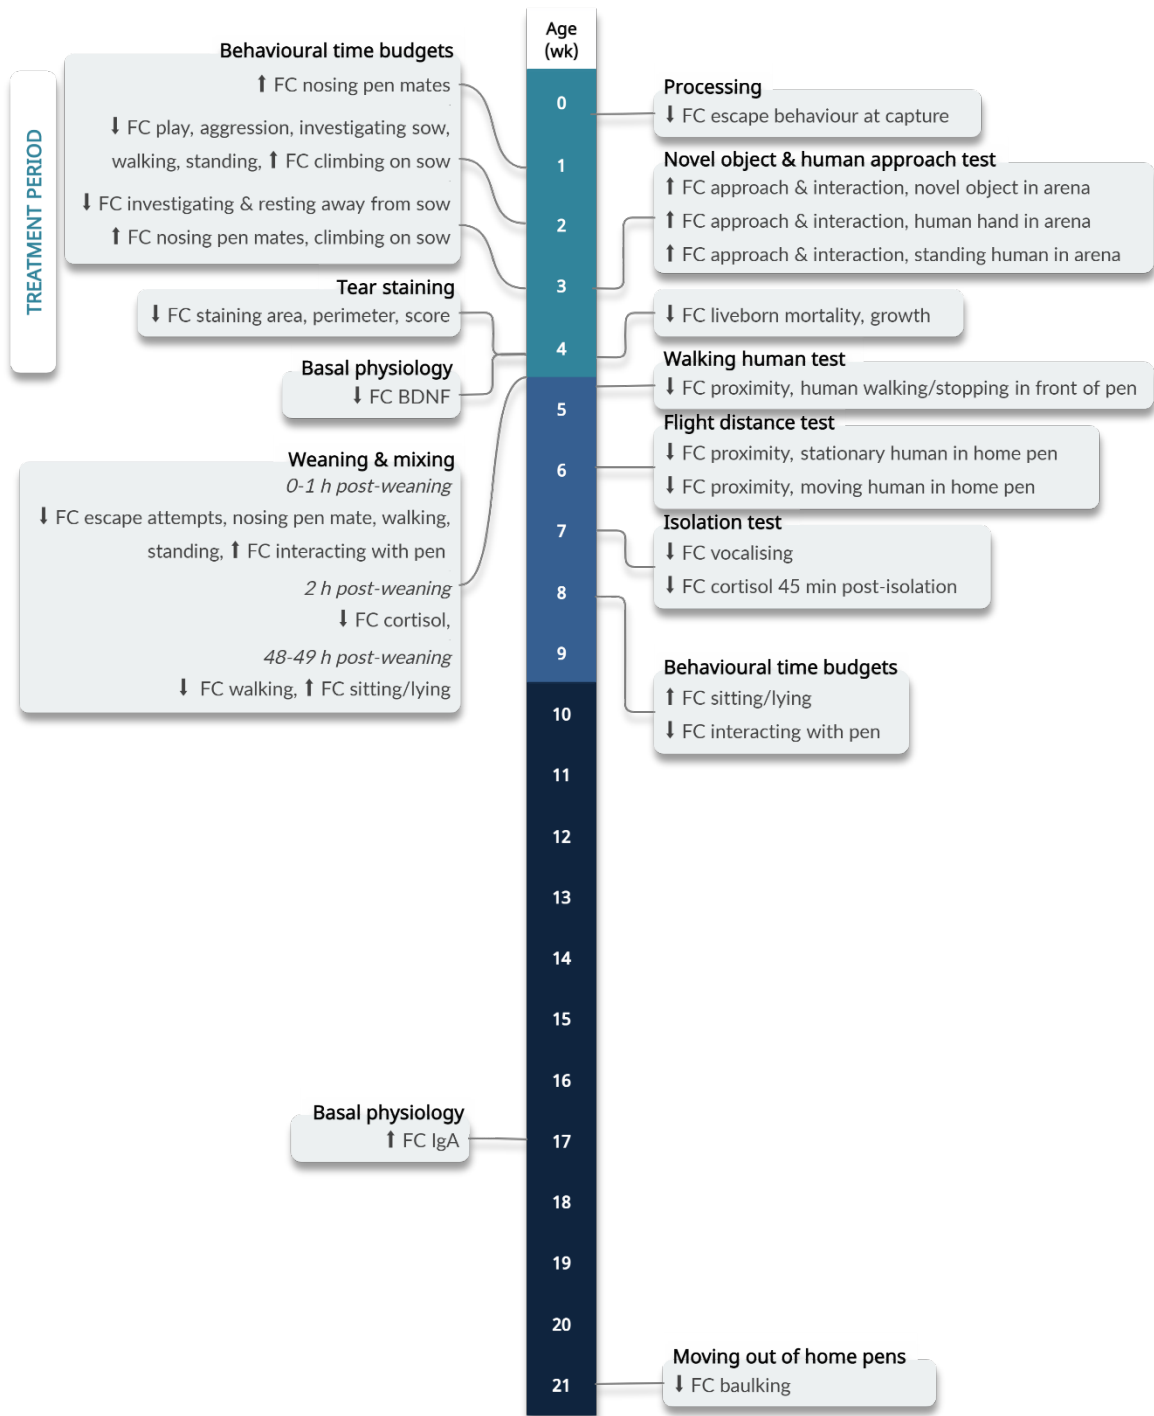 Age
(wk)
TREATMENT PERIOD
Behavioural time budgets
⬆ FC nosing pen mates
⬇ FC play, aggression, investigating sow,
walking, standing, ⬆ FC climbing on sow
⬇ FC investigating & resting away from sow
⬆ FC nosing pen mates, climbing on sow
Tear staining
⬇ FC staining area, perimeter, score
Basal physiology
⬇ FC BDNF
Weaning & mixing
0-1 h post-weaning
⬇ FC escape attempts, nosing pen mate, walking,
standing, ⬆ FC interacting with pen
2 h post-weaning
⬇ FC cortisol,
48-49 h post-weaning
⬇ FC walking, ⬆ FC sitting/lying
Basal physiology
⬆ FC IgA
0
1
2
3
4
5
6
7
8
9
10
11
12
13
14
15
16
17
18
19
20
21
Processing
⬇ FC escape behaviour at capture
Novel object & human approach test
⬆ FC approach & interaction, novel object in arena
⬆ FC approach & interaction, human hand in arena
⬆ FC approach & interaction, standing human in arena
⬇ FC liveborn mortality, growth
Walking human test
⬇ FC proximity, human walking/stopping in front of pen
Flight distance test
⬇ FC proximity, stationary human in home pen
⬇ FC proximity, moving human in home pen
Isolation test
⬇ FC vocalising
⬇ FC cortisol 45 min post-isolation
Behavioural time budgets
⬆ FC sitting/lying
⬇ FC interacting with pen
Moving out of home pens
⬇ FC baulking